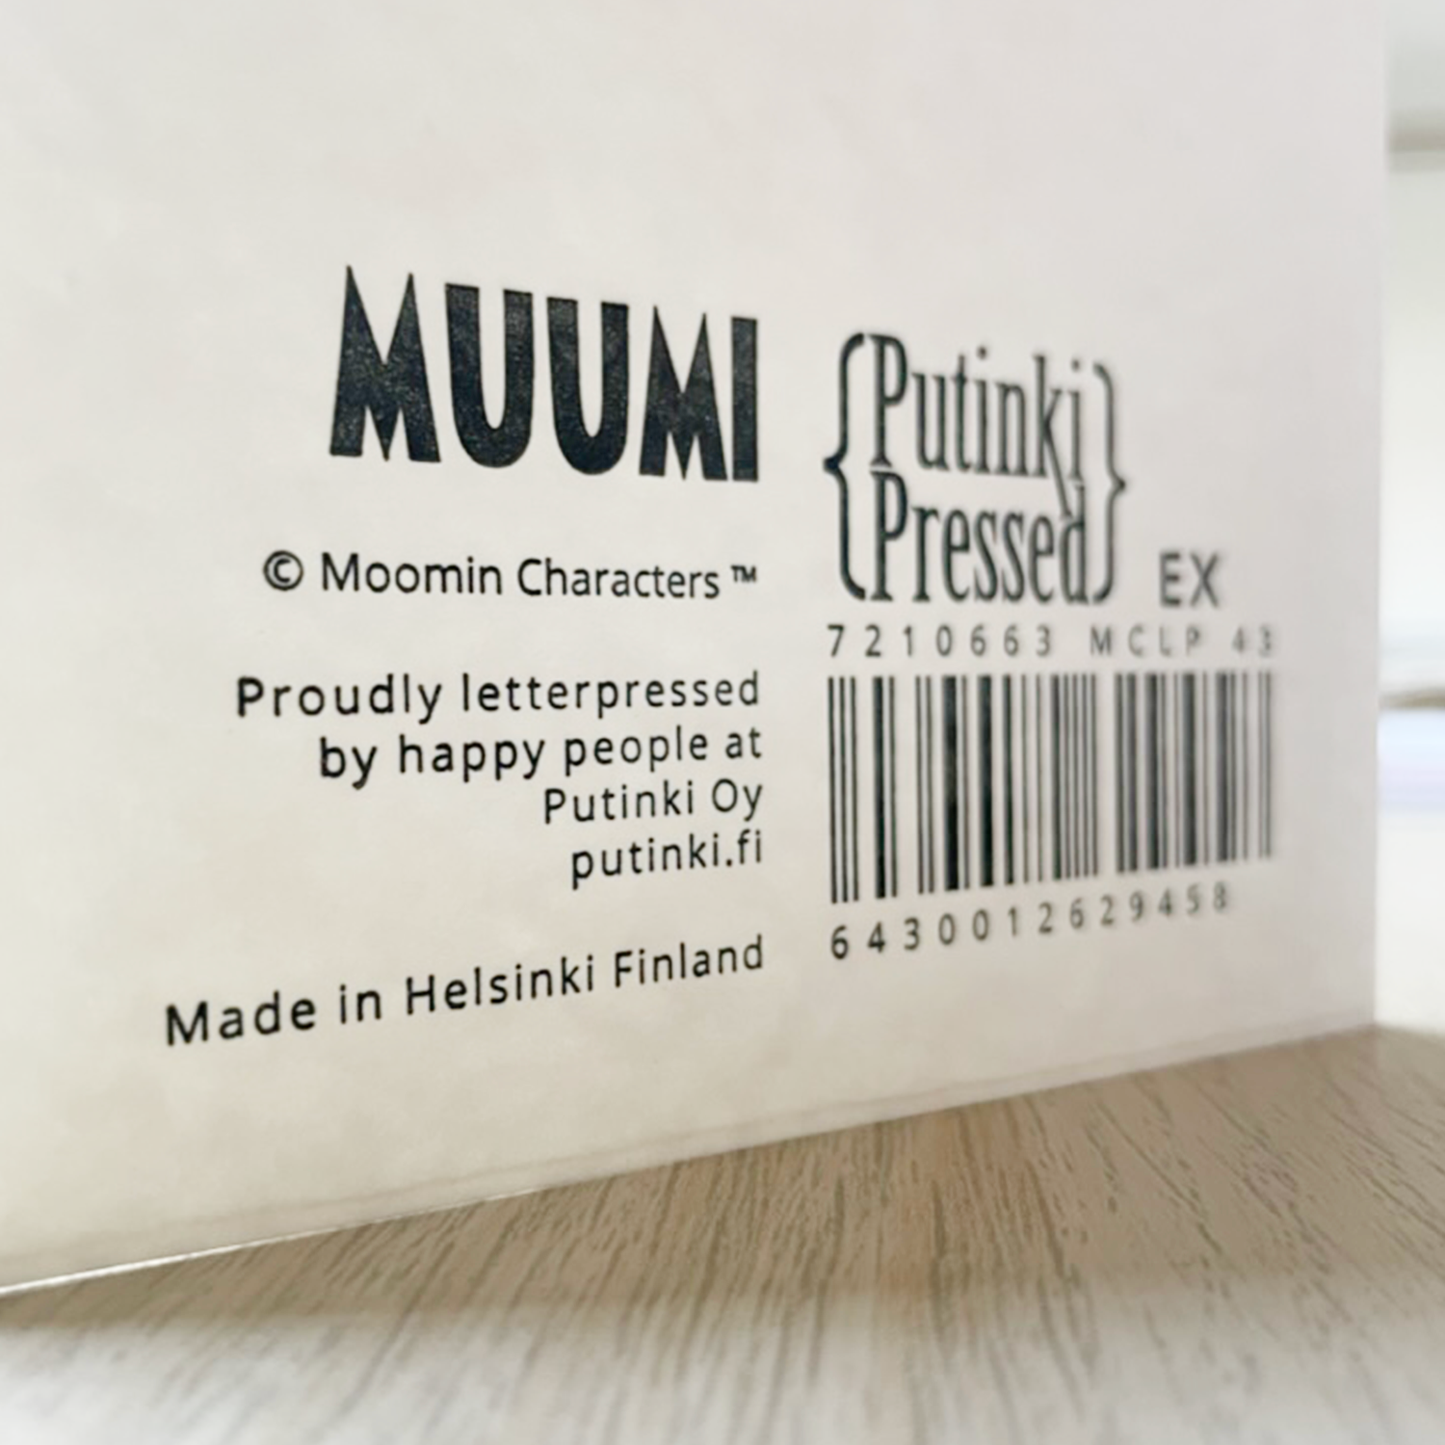 MUUMI
© Moomin Characters ™
Proudly letterpressed
by happy people at
Putinki Oy
putinki.fi
Made in Helsinki Finland
{Putinki
Pressed}
EX
7210663 MCLP 43
6430012629458